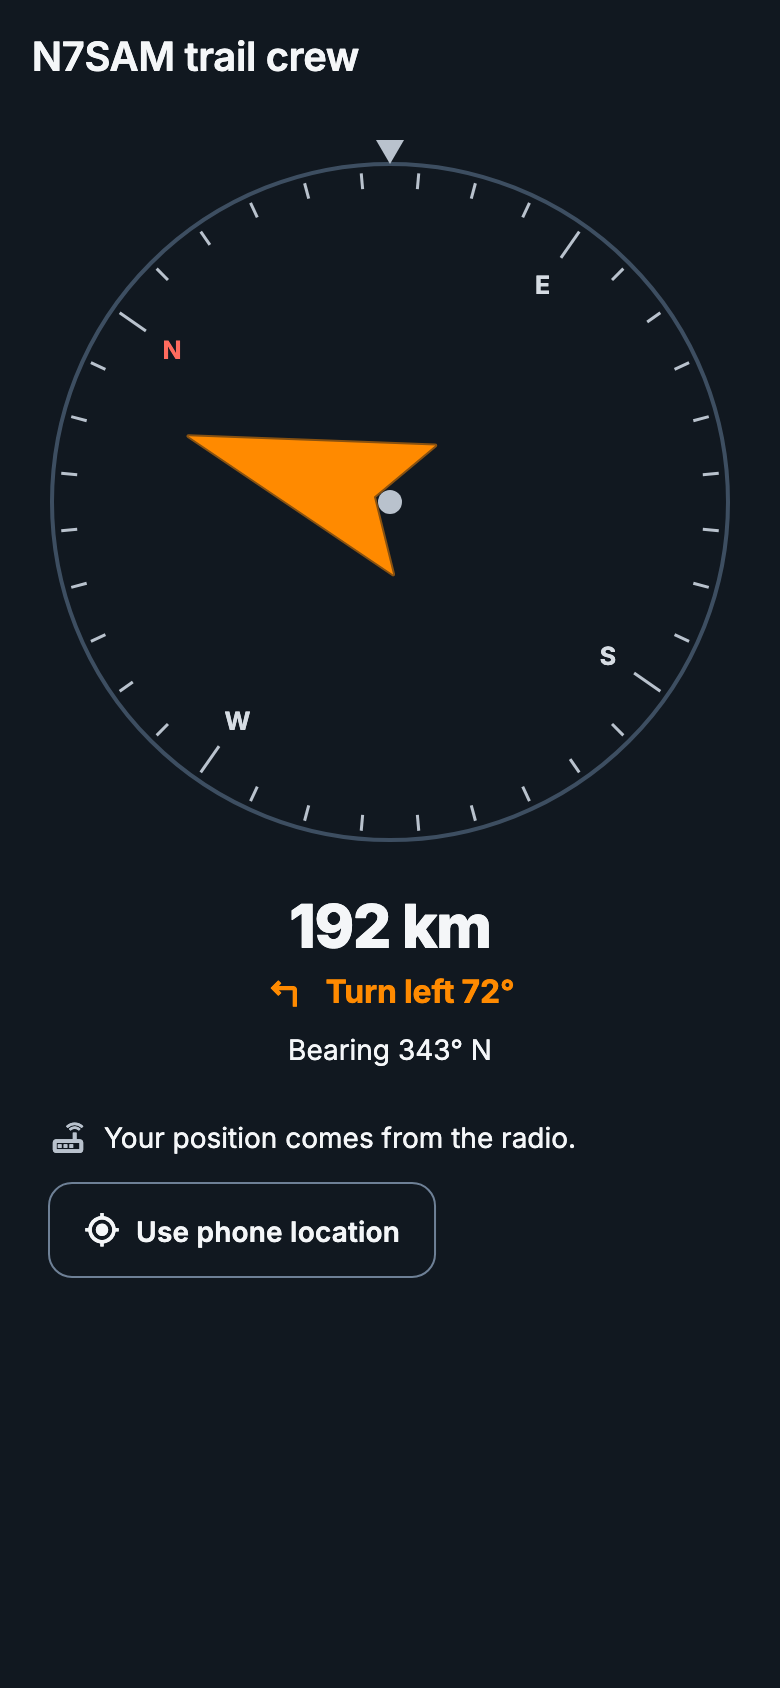 N7SAM trail crew
E
N
S
W
192 km
Turn left 72°
Bearing 343° N
Your position comes from the radio.
Use phone location